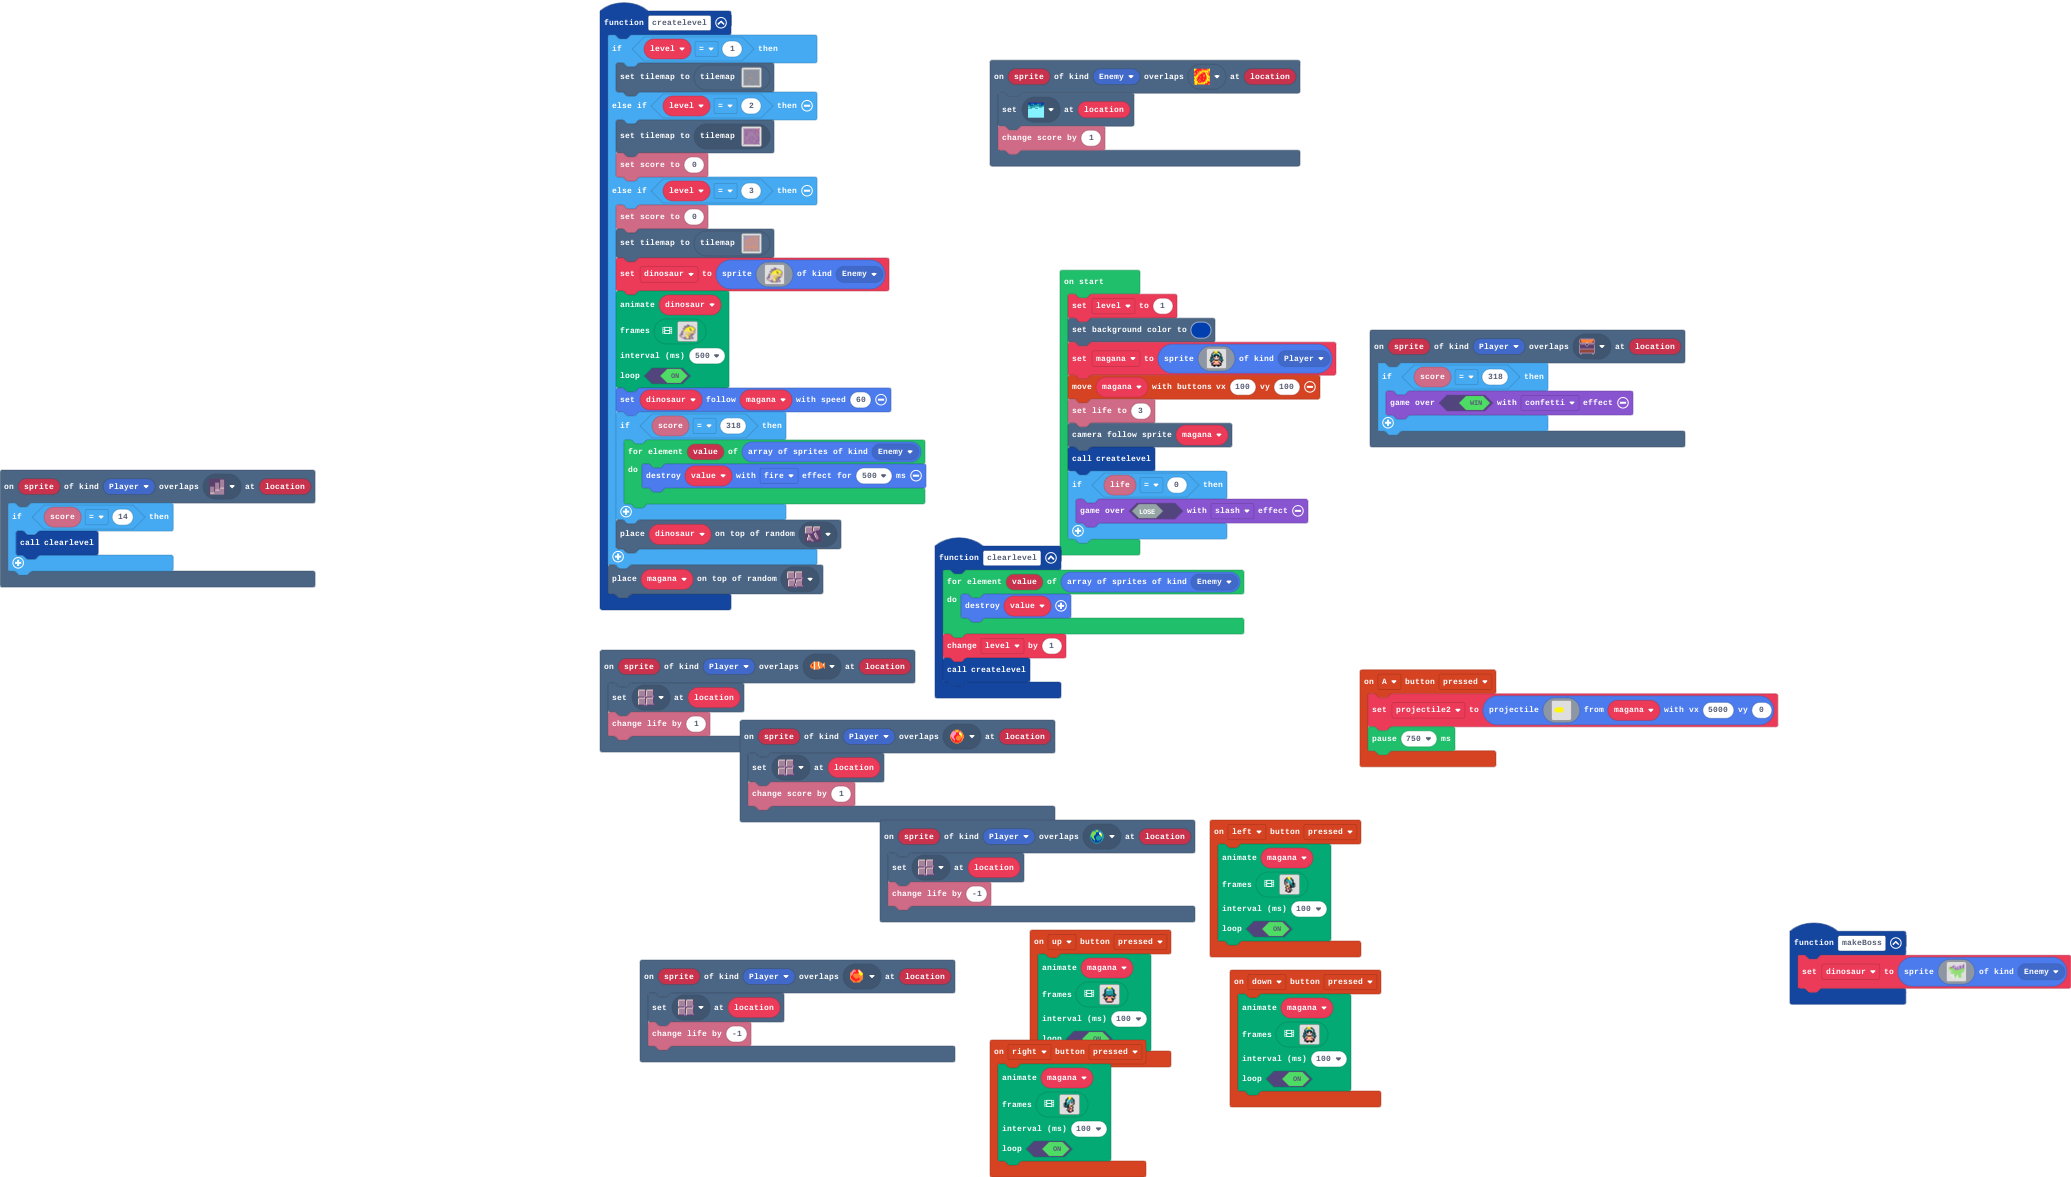 function createlevel
if level = 1 then
set tilemap to tilemap
else if level = 2 then
set tilemap to tilemap
set score to 0
else if level = 3 then
set score to 0
set tilemap to tilemap
set dinosaur to sprite of kind Enemy
animate dinosaur
frames
interval (ms) 500
loop ON
set dinosaur follow magana with speed 60
if score = 318 then
for element value of array of sprites of kind Enemy
do destroy value with fire effect for 500 ms
place dinosaur on top of random
place magana on top of random
on sprite of kind Enemy overlaps at location
set at location
change score by 1
on start
set level to 1
set background color to
set magana to sprite of kind Player
move magana with buttons vx 100 vy 100
set life to 3
camera follow sprite magana
call createlevel
if life = 0 then
game over LOSE with slash effect
on sprite of kind Player overlaps at location
if score = 318 then
game over WIN with confetti effect
on sprite of kind Player overlaps at location
if score = 14 then
call clearlevel
function clearlevel
for element value of array of sprites of kind Enemy
do destroy value
change level by 1
call createlevel
on sprite of kind Player overlaps at location
set at location
change life by 1
on sprite of kind Player overlaps at location
set at location
change score by 1
on A button pressed
set projectile2 to projectile from magana with vx 5000 vy 0
pause 750 ms
on sprite of kind Player overlaps at location
set at location
change life by -1
on left button pressed
animate magana
frames
interval (ms) 100
loop ON
on up button pressed
animate magana
frames
interval (ms) 100
loop ON
on sprite of kind Player overlaps at location
set at location
change life by -1
on down button pressed
animate magana
frames
interval (ms) 100
loop ON
on right button pressed
animate magana
frames
interval (ms) 100
loop ON
function makeBoss
set dinosaur to sprite of kind Enemy